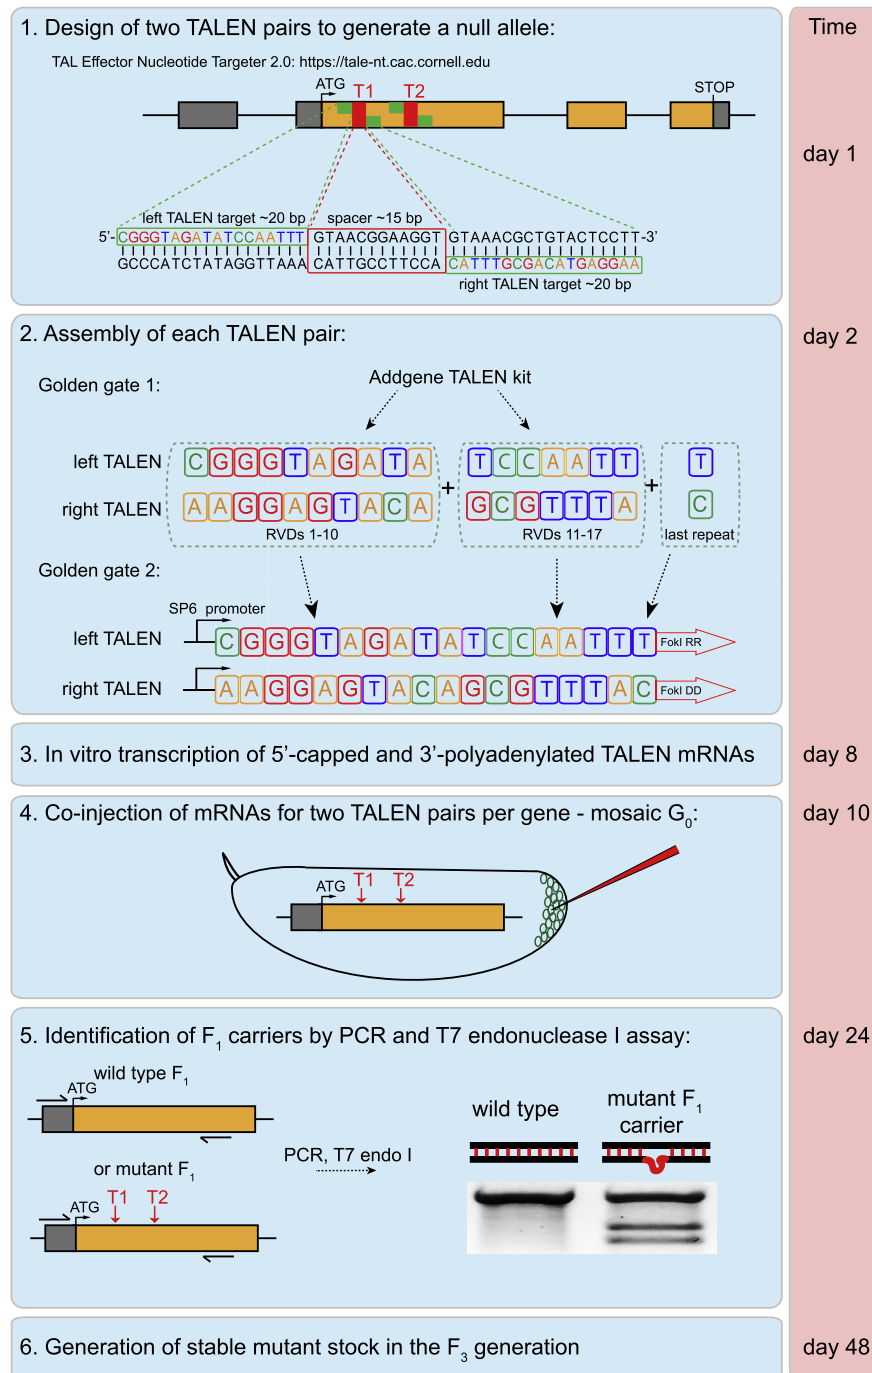 1. Design of two TALEN pairs to generate a null allele:
Time
TAL Effector Nucleotide Targeter 2.0: https://tale-nt.cac.cornell.edu
ATG
T1
T2
STOP
day 1
left TALEN target ~20 bp
spacer ~15 bp
5’-CGGGTAGATATCCAATTT GTAACGGAAGGT GTAAACGCTGTACTCCTT-3’
GCCCATCTATAGGTTAAA CATTGCCTTCCA CATTTGCGACATGAGGAA
right TALEN target ~20 bp
2. Assembly of each TALEN pair:
day 2
Golden gate 1:
Addgene TALEN kit
left TALEN
CGGGTAGATA
+
TCCAATT
+
T
right TALEN
AAGGAGTACA
GCGTTTA
C
RVDs 1-10
RVDs 11-17
last repeat
Golden gate 2:
SP6 promoter
left TALEN
CGGGTAGATATCCAATTT
FokI RR
right TALEN
AAGGAGTACAGCGTTTAC
FokI DD
3. In vitro transcription of 5’-capped and 3’-polyadenylated TALEN mRNAs
day 8
4. Co-injection of mRNAs for two TALEN pairs per gene - mosaic G0:
day 10
ATG
T1
T2
5. Identification of F1 carriers by PCR and T7 endonuclease I assay:
day 24
wild type F1
ATG
or mutant F1
ATG
T1
T2
PCR, T7 endo I
wild type
mutant F1
carrier
6. Generation of stable mutant stock in the F3 generation
day 48